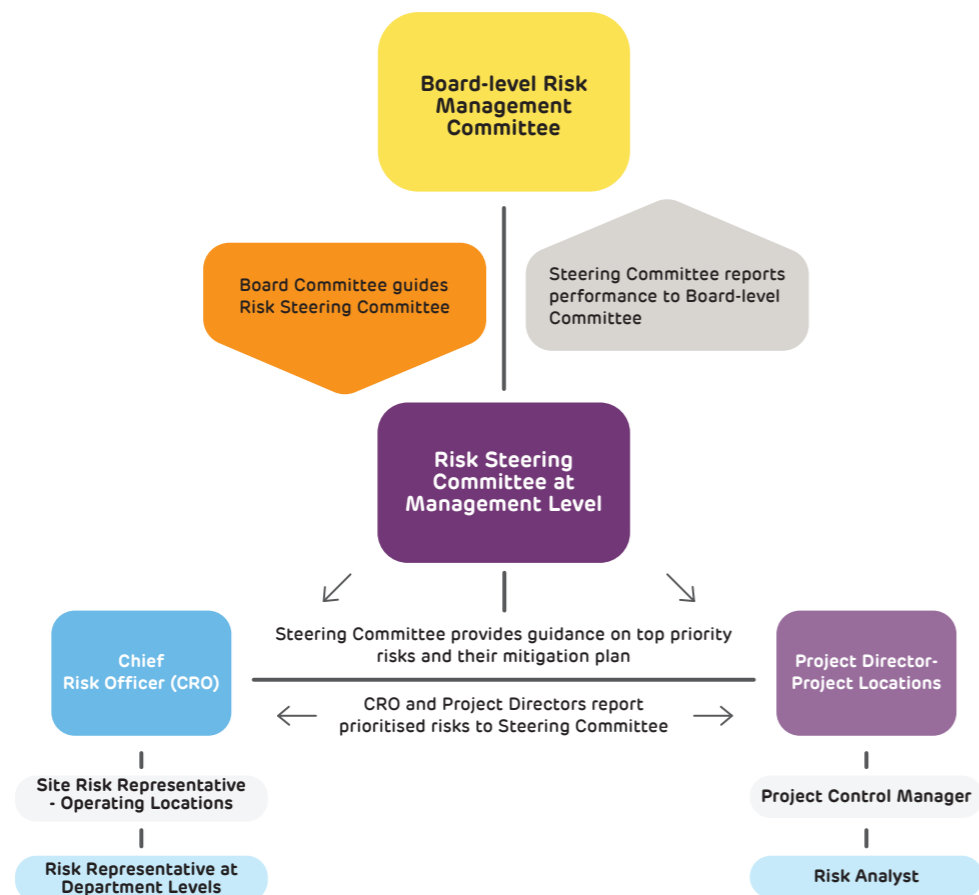 Board-level Risk
Management
Committee
Board Committee guides
Risk Steering Committee
Steering Committee reports
performance to Board-level
Committee
Risk Steering
Committee at
Management Level
Chief
Risk Officer (CRO)
Steering Committee provides guidance on top priority
risks and their mitigation plan
CRO and Project Directors report
prioritised risks to Steering Committee
Project Director-
Project Locations
Site Risk Representative
- Operating Locations
Project Control Manager
Risk Representative at
Department Levels
Risk Analyst